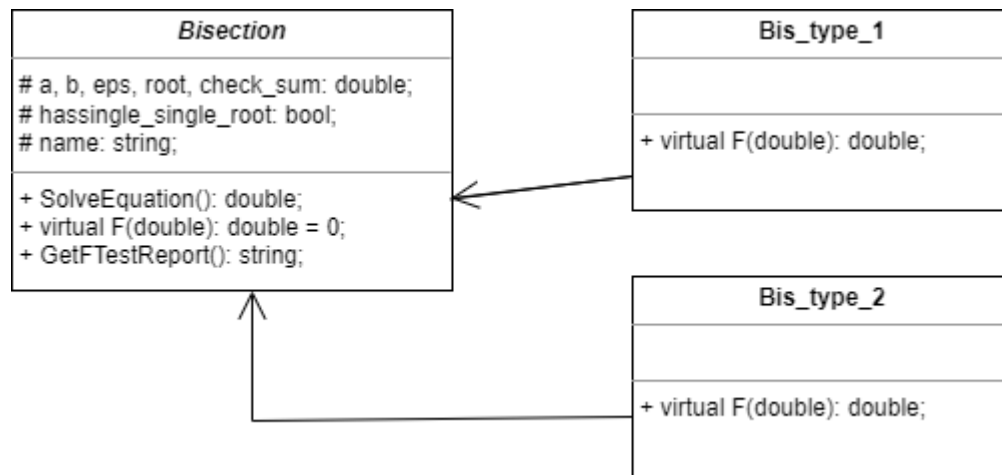 Bisection
# a, b, eps, root, check_sum: double;
# hassingle_single_root: bool;
# name: string;
+ SolveEquation(): double;
+ virtual F(double): double = 0;
+ GetFTestReport(): string;
Bis_type_1
+ virtual F(double): double;
Bis_type_2
+ virtual F(double): double;